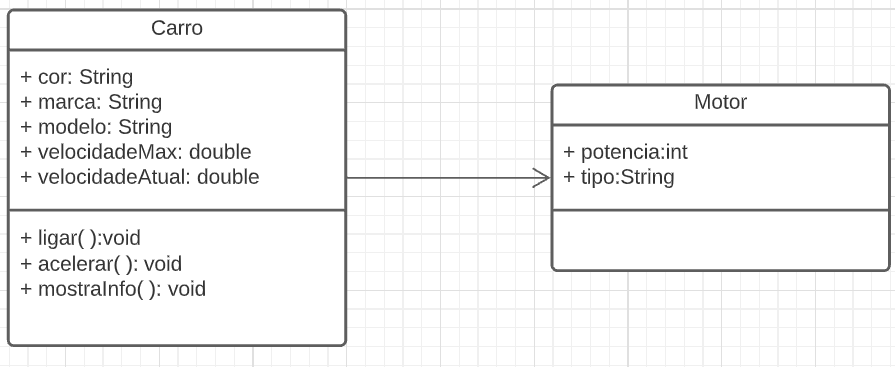 Carro
+ cor: String
+ marca: String
+ modelo: String
+ velocidadeMax: double
+ velocidadeAtual: double
+ ligar( ):void
+ acelerar( ): void
+ mostraInfo( ): void
Motor
+ potencia:int
+ tipo:String